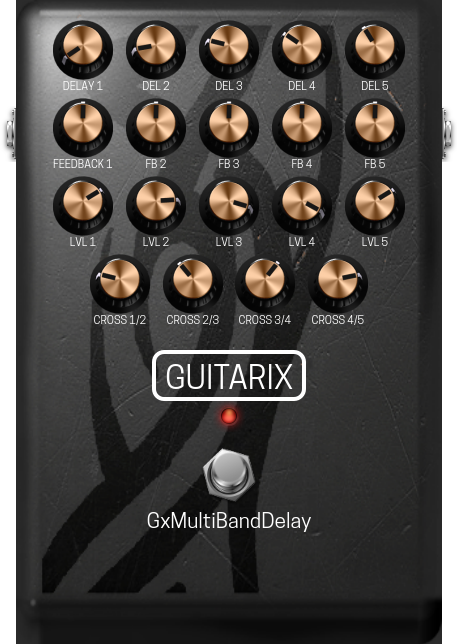 DELAY 1 DEL 2 DEL 3 DEL 4 DEL 5
FEEDBACK 1 FB 2 FB 3 FB 4 FB 5
LVL 1 LVL 2 LVL 3 LVL 4 LVL 5
CROSS 1/2 CROSS 2/3 CROSS 3/4 CROSS 4/5
GUITARIX
GxMultiBandDelay